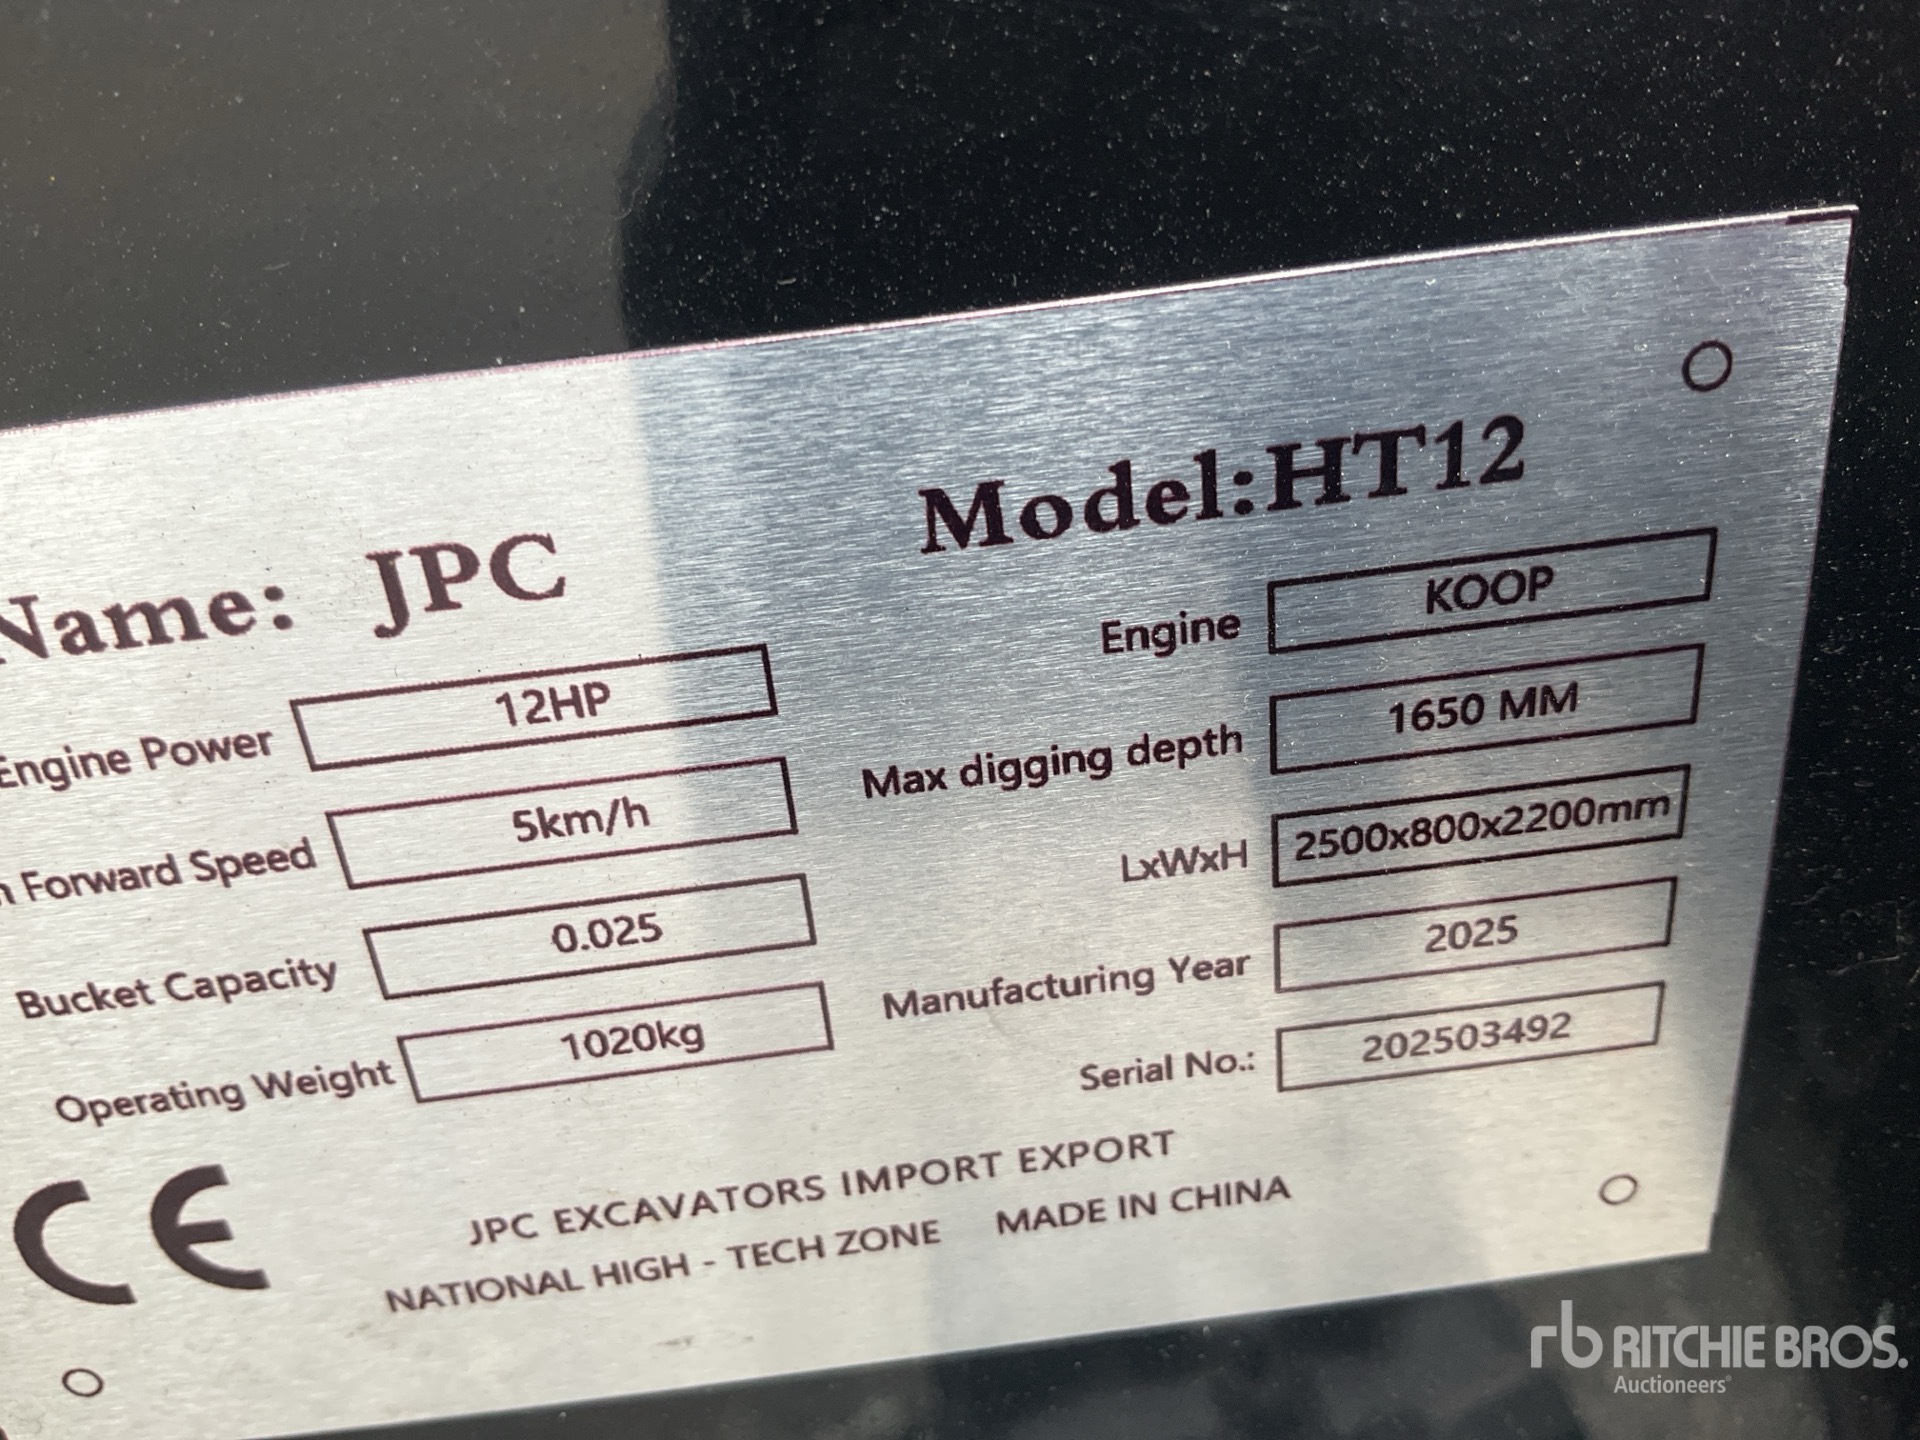 Name: JPC
Model:HT12
Engine Power 12HP
Engine KOOP
Forward Speed 5km/h
Max digging depth 1650 MM
Bucket Capacity 0.025
LxWxH 2500x800x2200mm
Operating Weight 1020kg
Manufacturing Year 2025
Serial No.: 202503492
CE
JPC EXCAVATORS IMPORT EXPORT
NATIONAL HIGH - TECH ZONE MADE IN CHINA
rb RITCHIE BROS.
Auctioneers